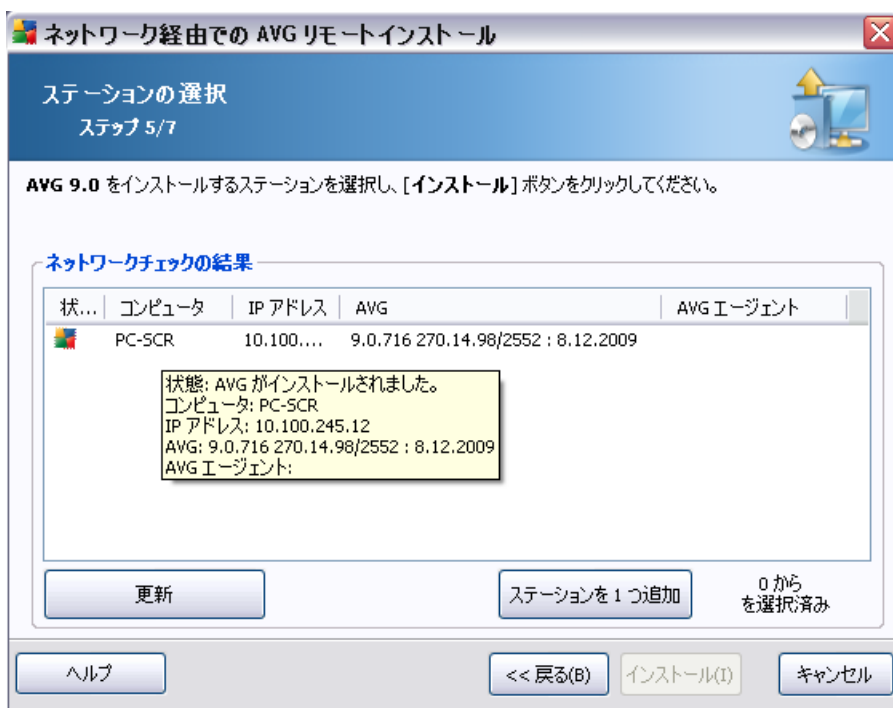 ネットワーク経由での AVG リモートインストール
ステーションの選択
ステップ 5/7
AVG 9.0 をインストールするステーションを選択し、[インストール] ボタンをクリックしてください。
ネットワークチェックの結果
状... コンピュータ IP アドレス AVG AVG エージェント
PC-SCR 10.100.... 9.0.716 270.14.98/2552 : 8.12.2009
状態: AVG がインストールされました。
コンピュータ: PC-SCR
IP アドレス: 10.100.245.12
AVG: 9.0.716 270.14.98/2552 : 8.12.2009
AVG エージェント:
更新 ステーションを 1 つ追加 0 から
を選択済み
ヘルプ << 戻る(B) インストール(I) キャンセル